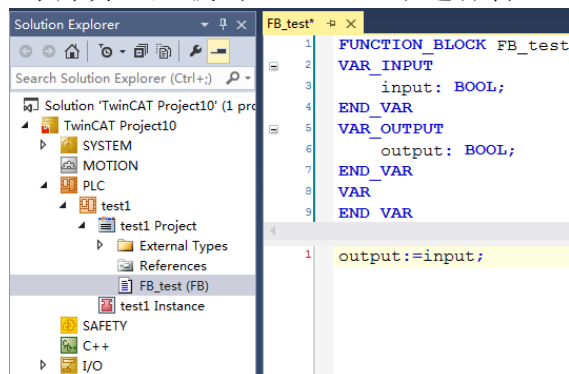 Solution Explorer
Search Solution Explorer (Ctrl+;)
Solution 'TwinCAT Project10' (1 pro
TwinCAT Project10
SYSTEM
MOTION
PLC
test1
test1 Project
External Types
References
FB_test (FB)
test1 Instance
SAFETY
C++
I/O
FB_test*
1 FUNCTION_BLOCK FB_test
2 VAR_INPUT
3 input: BOOL;
4 END_VAR
5 VAR_OUTPUT
6 output: BOOL;
7 END_VAR
8 VAR
9 END_VAR
1 output:=input;